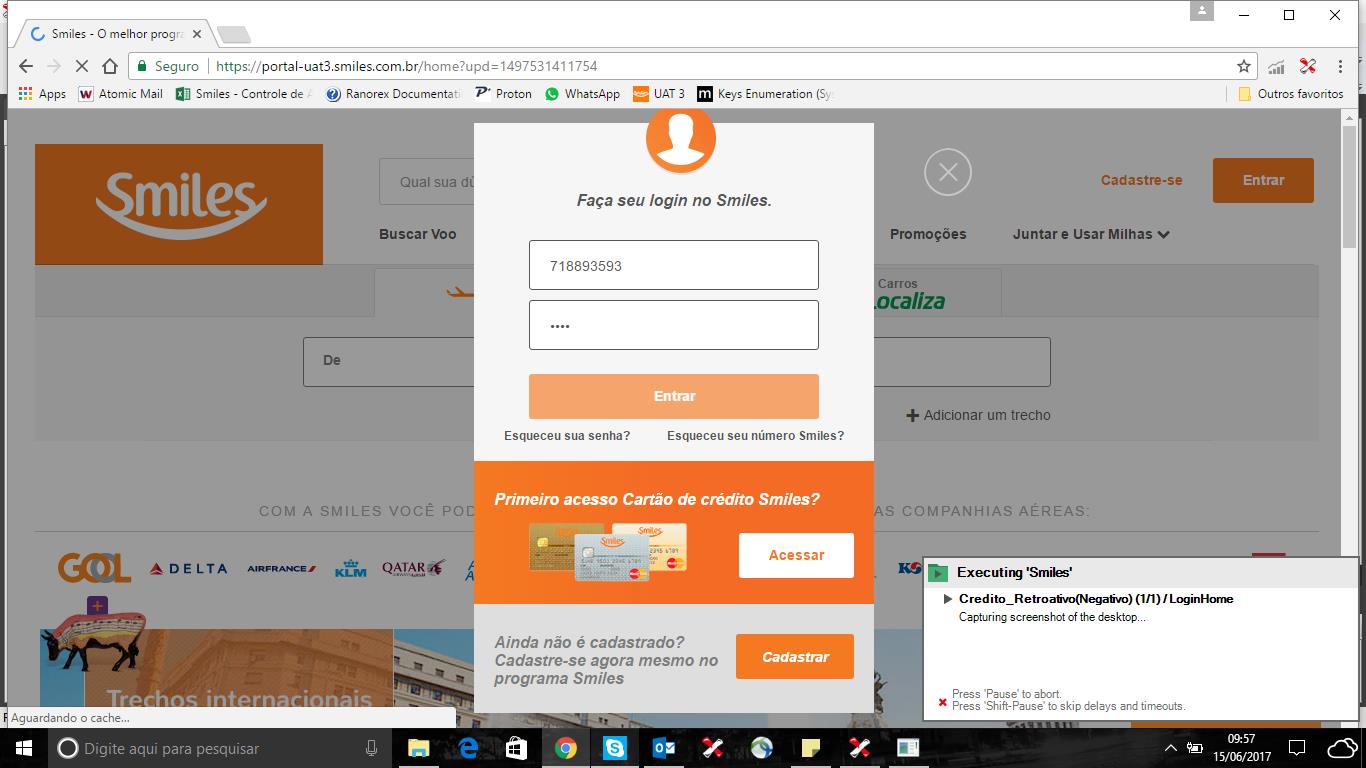 Smiles - O melhor progra
Seguro
https://portal-uat3.smiles.com.br/home?upd=1497531411754
Apps
Atomic Mail
Smiles - Controle de A
Ranorex Documentati
Proton
WhatsApp
UAT 3
Keys Enumeration (Sys
Outros favoritos
Smiles
Qual sua dú
Cadastre-se
Entrar
Buscar Voo
Promoções
Juntar e Usar Milhas
Carros
Localiza
De
Adicionar um trecho
Faça seu login no Smiles.
718893593
••••
Entrar
Esqueceu sua senha?
Esqueceu seu número Smiles?
Primeiro acesso Cartão de crédito Smiles?
Acessar
COM A SMILES VOCÊ POD
AS COMPANHIAS AÉREAS:
GOL
DELTA
AIRFRANCE
KLM
QATAR
Ainda não é cadastrado?
Cadastre-se agora mesmo no
programa Smiles
Cadastrar
Trechos internacionais
Executing 'Smiles'
Credito_Retroativo(Negativo) (1/1) / LoginHome
Capturing screenshot of the desktop...
Press 'Pause' to abort.
Press 'Shift-Pause' to skip delays and timeouts.
Aguardando o cache...
Digite aqui para pesquisar
09:57
15/06/2017